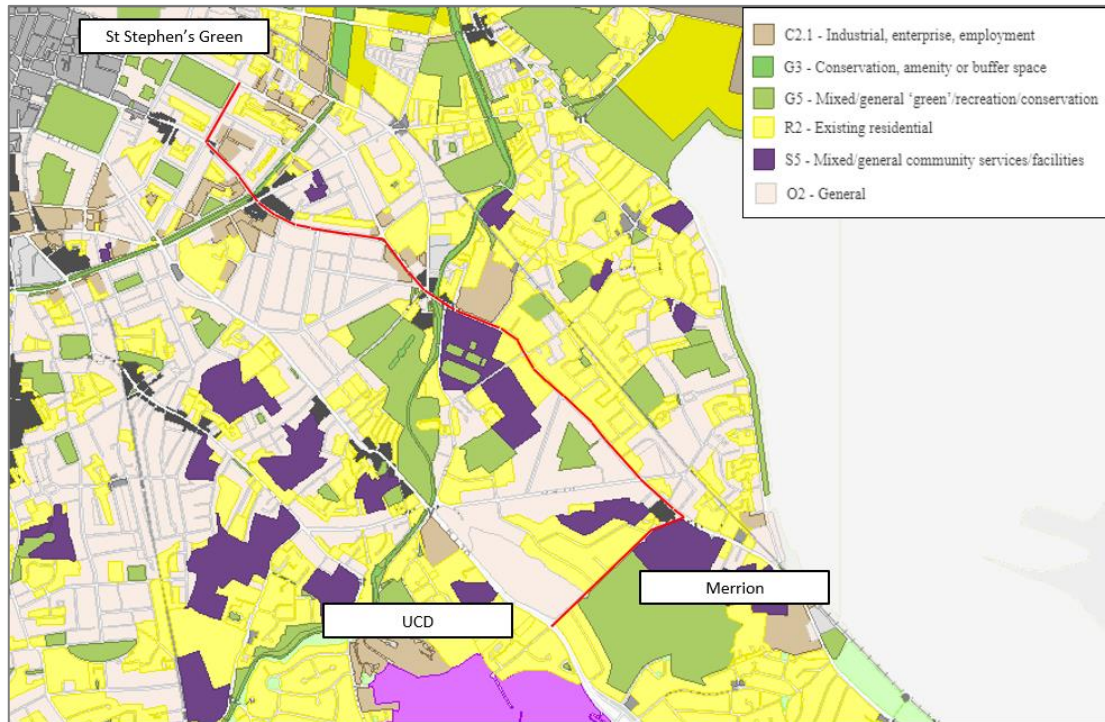 St Stephen’s Green
C2.1 - Industrial, enterprise, employment
G3 - Conservation, amenity or buffer space
G5 - Mixed/general ‘green’/recreation/conservation
R2 - Existing residential
S5 - Mixed/general community services/facilities
O2 - General
Merrion
UCD